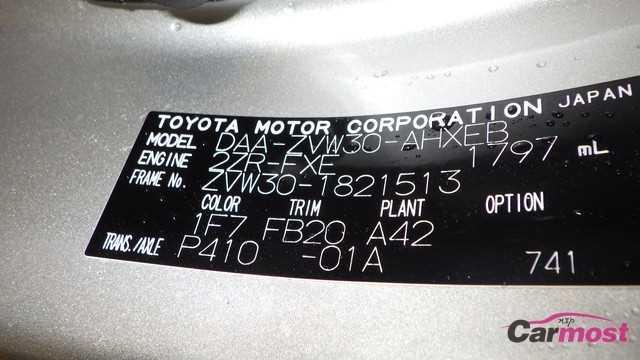 TOYOTA MOTOR CORPORATION JAPAN
MODEL DAA-ZVW30-AHXEB
ENGINE 2ZR-FXE 1797 mL
FRAME No. ZVW30-1821513
COLOR TRIM PLANT OPTION
1F7 FB20 A42
TRANS./AXLE P410 -01A 741
Carmost